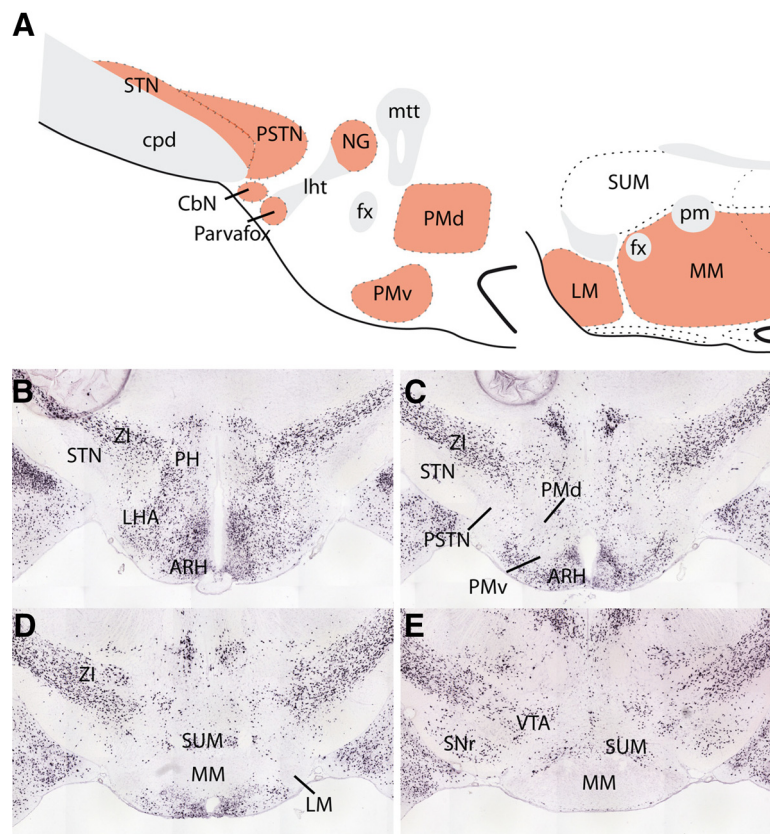 A
STN
cpd
PSTN
NG
mtt
lht
CbN
Parvafox
fx
PMd
PMv
SUM
pm
fx
MM
LM
B
ZI
STN
PH
LHA
ARH
C
ZI
STN
PMd
PSTN
PMv
ARH
D
ZI
SUM
MM
LM
E
VTA
SNr
SUM
MM